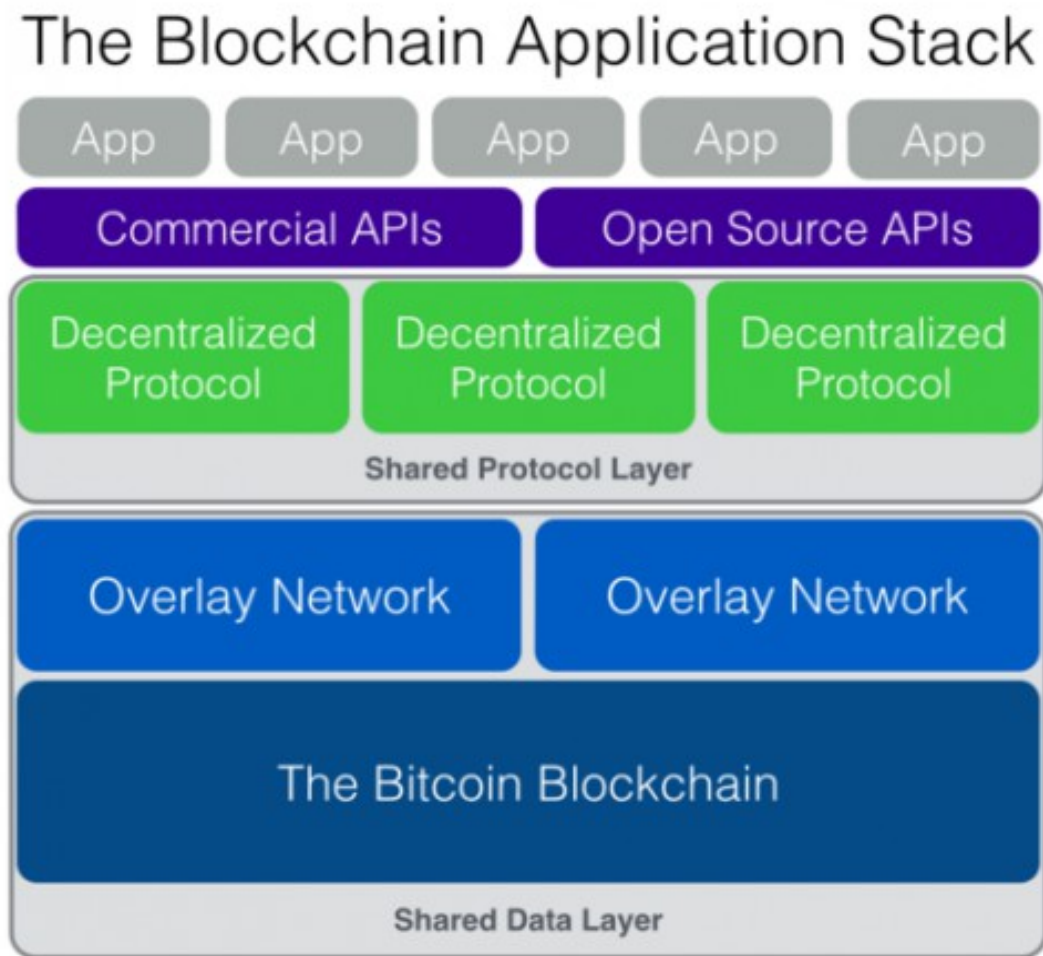 The Blockchain Application Stack
App App App App App
Commercial APIs Open Source APIs
Decentralized Decentralized Decentralized
Protocol Protocol Protocol
Shared Protocol Layer
Overlay Network Overlay Network
The Bitcoin Blockchain
Shared Data Layer